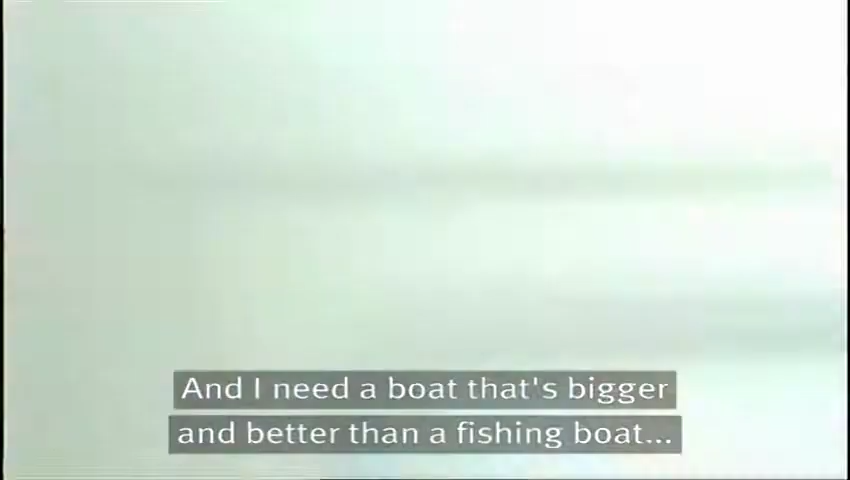 And I need a boat that's bigger
and better than a fishing boat...